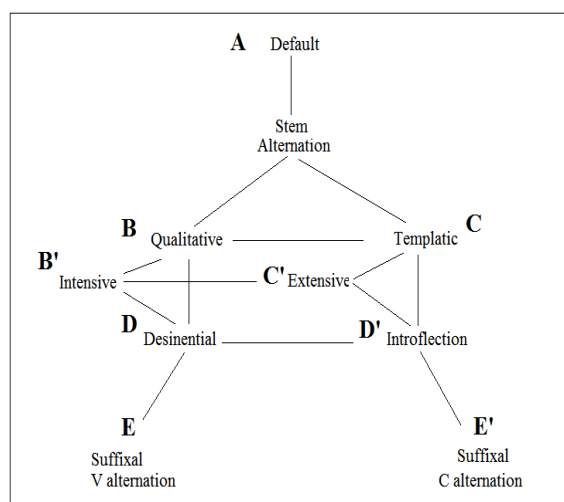 A Default
Stem
Alternation
B Qualitative
Templatic C
B' Intensive
C' Extensive
D Desinential
D' Introflection
E
Suffixal
V alternation
E'
Suffixal
C alternation